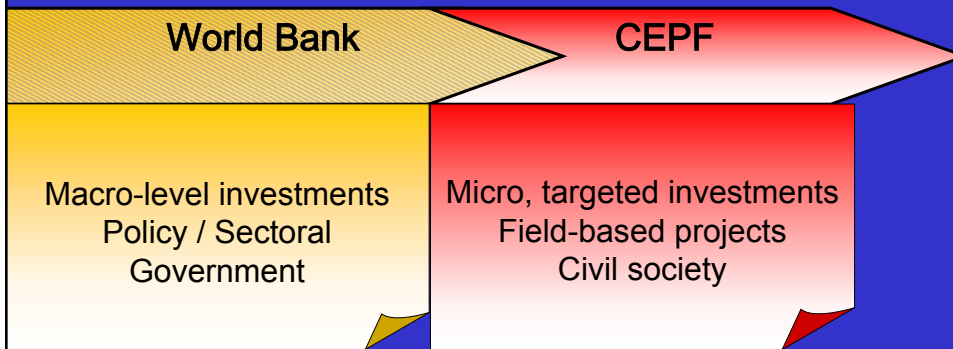 World Bank
CEPF
Macro-level investments
Policy / Sectoral
Government
Micro, targeted investments
Field-based projects
Civil society